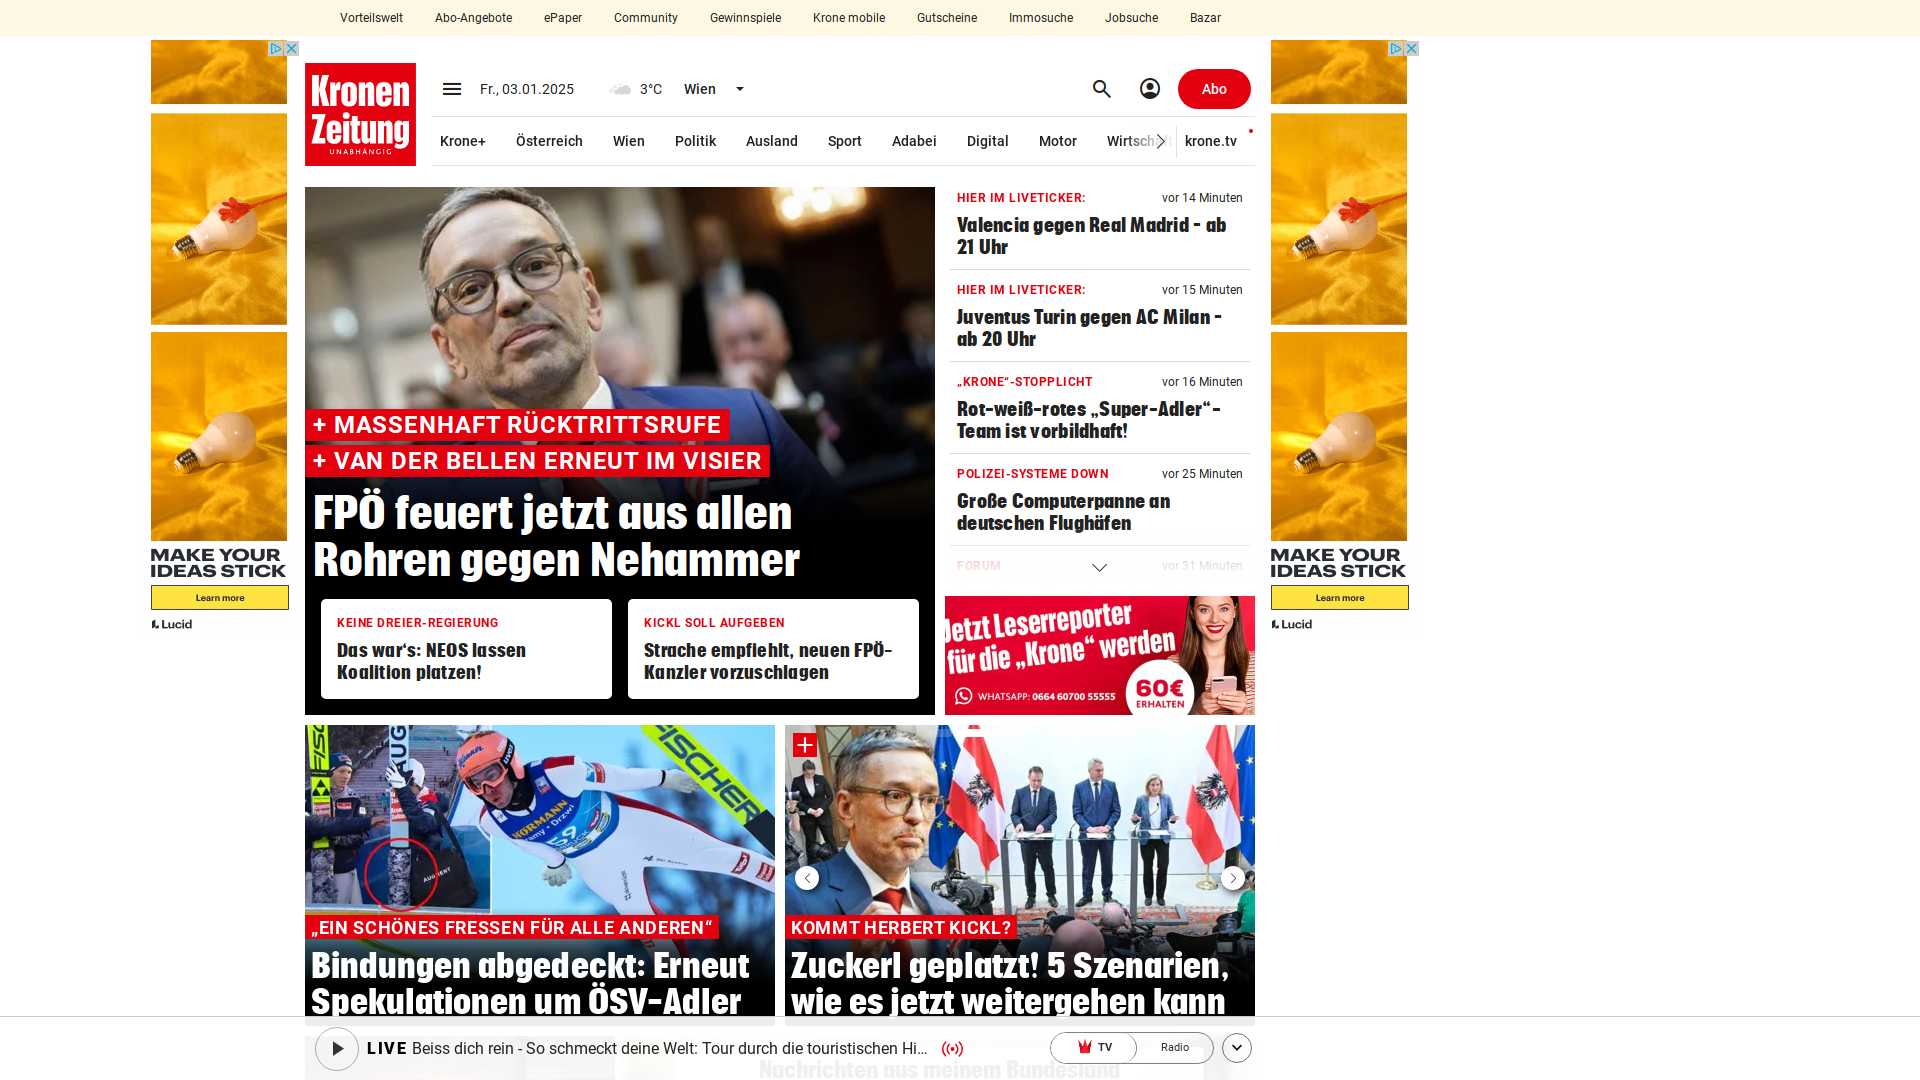 Vorteilswelt
Abo-Angebote
ePaper
Community
Gewinnspiele
Krone mobile
Gutscheine
Immosuche
Jobsuche
Bazar
Kronen
Zeitung
UNABHÄNGIG
Fr., 03.01.2025
3°C
Wien
Abo
Krone+
Österreich
Wien
Politik
Ausland
Sport
Adabei
Digital
Motor
Wirtschaft
krone.tv
+ MASSENHAFT RÜCKTRITTSRUFE
+ VAN DER BELLEN ERNEUT IM VISIER
FPÖ feuert jetzt aus allen
Rohren gegen Nehammer
KEINE DREIER-REGIERUNG
Das war‘s: NEOS lassen
Koalition platzen!
KICKL SOLL AUFGEBEN
Strache empfiehlt, neuen FPÖ-
Kanzler vorzuschlagen
HIER IM LIVETICKER:
vor 14 Minuten
Valencia gegen Real Madrid - ab
21 Uhr
HIER IM LIVETICKER:
vor 15 Minuten
Juventus Turin gegen AC Milan -
ab 20 Uhr
„KRONE“-STOPPLICHT
vor 16 Minuten
Rot-weiß-rotes „Super-Adler“-
Team ist vorbildhaft!
POLIZEI-SYSTEME DOWN
vor 25 Minuten
Große Computerpanne an
deutschen Flughäfen
FORUM
vor 31 Minuten
Jetzt Leserreporter
für die „Krone“ werden
WHATSAPP: 0664 60700 55555
60€
ERHALTEN
MAKE YOUR
IDEAS STICK
Learn more
Lucid
MAKE YOUR
IDEAS STICK
Learn more
Lucid
FISCHER
AUGMENT
HÖRMANN
59
„EIN SCHÖNES FRESSEN FÜR ALLE ANDEREN“
Bindungen abgedeckt: Erneut
Spekulationen um ÖSV-Adler
KOMMT HERBERT KICKL?
Zuckerl geplatzt! 5 Szenarien,
wie es jetzt weitergehen kann
LIVE Beiss dich rein - So schmeckt deine Welt: Tour durch die touristischen Hi...
TV
Radio
Nachrichten aus meinem Bundesland